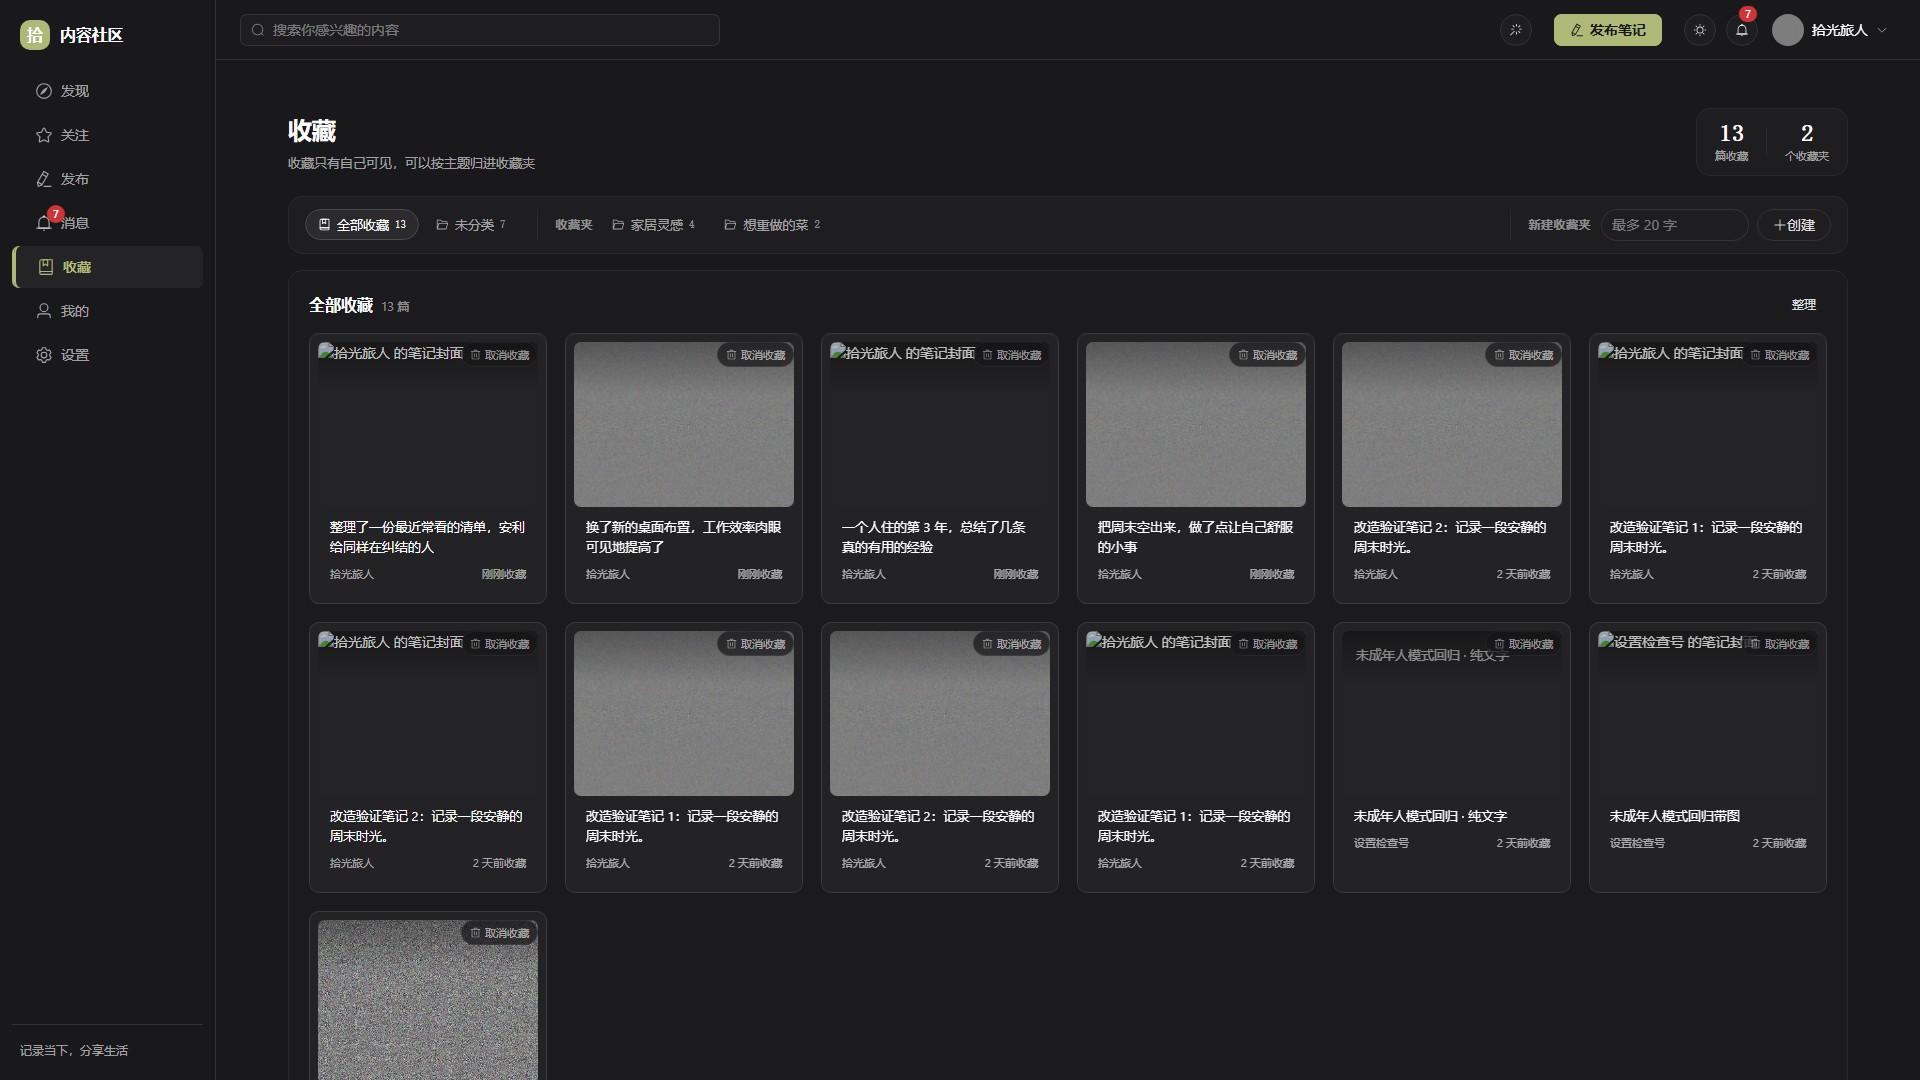 拾 内容社区
搜索你感兴趣的内容
发布笔记
7
拾光旅人
发现
关注
发布
7
消息
收藏
我的
设置
记录当下，分享生活
收藏
收藏只有自己可见，可以按主题归进收藏夹
13 篇收藏
2 个收藏夹
全部收藏 13 未分类 7 收藏夹 家居灵感 4 想重做的菜 2 新建收藏夹 最多 20 字 创建
全部收藏 13 篇 整理
拾光旅人 的笔记封面 取消收藏
整理了一份最近常看的清单，安利
给同样在纠结的人
拾光旅人 刚刚收藏
取消收藏
换了新的桌面布置，工作效率肉眼
可见地提高了
拾光旅人 刚刚收藏
拾光旅人 的笔记封面 取消收藏
一个人住的第 3 年，总结了几条
真的有用的经验
拾光旅人 刚刚收藏
取消收藏
把周末空出来，做了点让自己舒服
的小事
拾光旅人 刚刚收藏
取消收藏
改造验证笔记 2：记录一段安静的
周末时光。
拾光旅人 2 天前收藏
拾光旅人 的笔记封面 取消收藏
改造验证笔记 1：记录一段安静的
周末时光。
拾光旅人 2 天前收藏
拾光旅人 的笔记封面 取消收藏
改造验证笔记 2：记录一段安静的
周末时光。
拾光旅人 2 天前收藏
取消收藏
改造验证笔记 1：记录一段安静的
周末时光。
拾光旅人 2 天前收藏
取消收藏
改造验证笔记 2：记录一段安静的
周末时光。
拾光旅人 2 天前收藏
拾光旅人 的笔记封面 取消收藏
改造验证笔记 1：记录一段安静的
周末时光。
拾光旅人 2 天前收藏
未成年人模式回归 · 纯文字 取消收藏
未成年人模式回归 · 纯文字
设置检查号 2 天前收藏
设置检查号 的笔记封面 取消收藏
未成年人模式回归带图
设置检查号 2 天前收藏
取消收藏